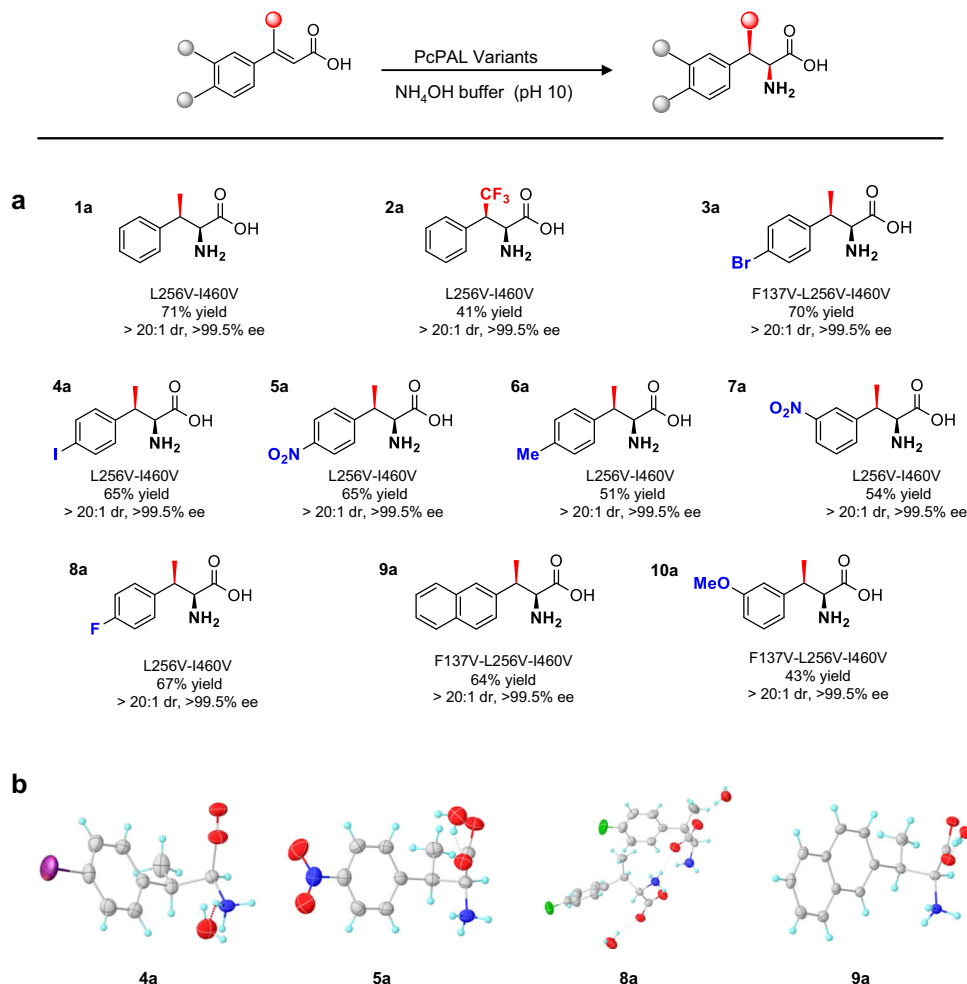 O
OH
PcPAL Variants
NH4OH buffer (pH 10)
O
OH
NH2
a
1a
O
OH
NH2
L256V-I460V
71% yield
> 20:1 dr, >99.5% ee
2a
CF3
O
OH
NH2
L256V-I460V
41% yield
> 20:1 dr, >99.5% ee
3a
O
OH
NH2
Br
F137V-L256V-I460V
70% yield
> 20:1 dr, >99.5% ee
4a
O
OH
NH2
I
L256V-I460V
65% yield
> 20:1 dr, >99.5% ee
5a
O
OH
NH2
O2N
L256V-I460V
65% yield
> 20:1 dr, >99.5% ee
6a
O
OH
NH2
Me
L256V-I460V
51% yield
> 20:1 dr, >99.5% ee
7a
O2N
O
OH
NH2
L256V-I460V
54% yield
> 20:1 dr, >99.5% ee
8a
O
OH
NH2
F
L256V-I460V
67% yield
> 20:1 dr, >99.5% ee
9a
O
OH
NH2
F137V-L256V-I460V
64% yield
> 20:1 dr, >99.5% ee
10a
MeO
O
OH
NH2
F137V-L256V-I460V
43% yield
> 20:1 dr, >99.5% ee
b
4a
5a
8a
9a